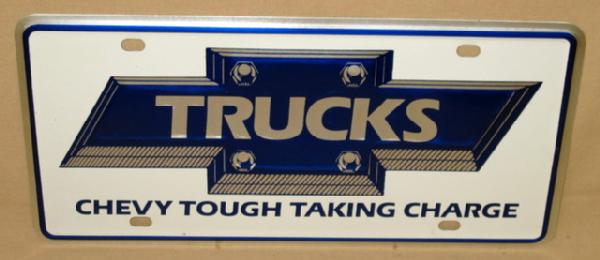 TRUCKS
CHEVY TOUGH TAKING CHARGE